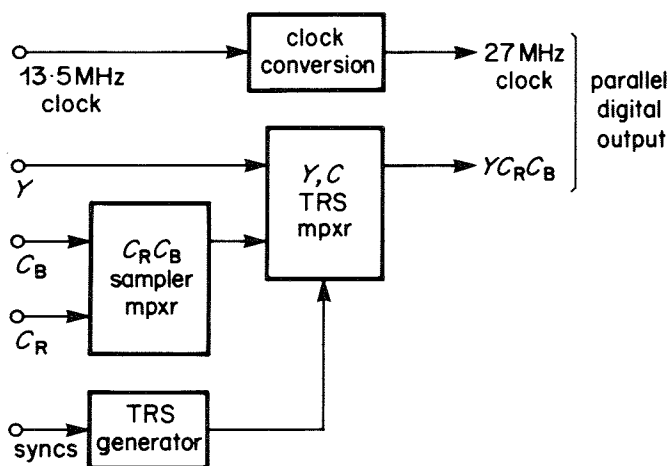 clock
conversion
13·5 MHz
clock
27 MHz
clock
parallel
digital
output
Y
Y, C
TRS
mpxr
YCRCB
CB
CRCB
sampler
mpxr
CR
syncs
TRS
generator